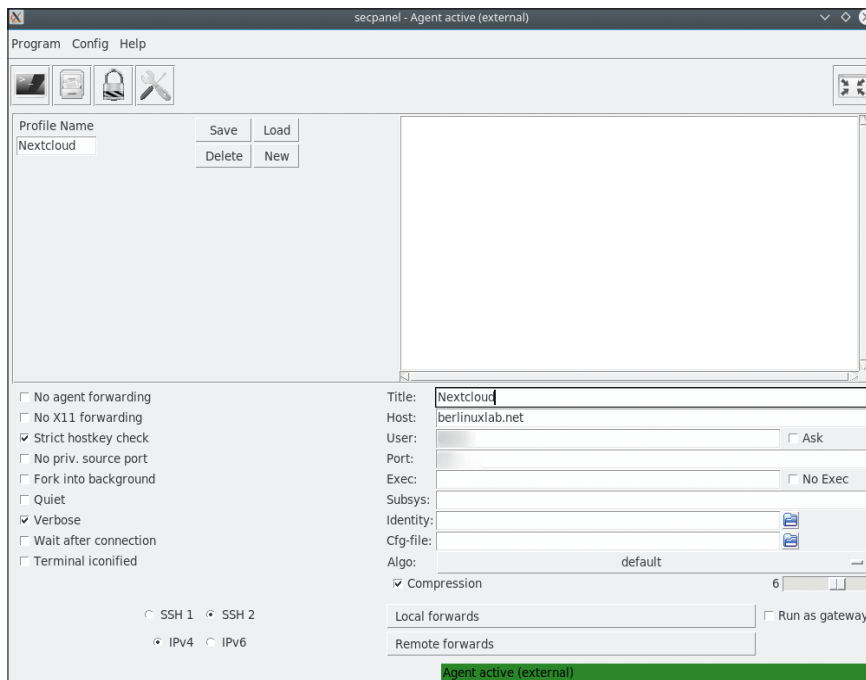 secpanel - Agent active (external)
Program Config Help
Profile Name
Nextcloud
Save Load
Delete New
No agent forwarding
No X11 forwarding
Strict hostkey check
No priv. source port
Fork into background
Quiet
Verbose
Wait after connection
Terminal iconified
SSH 1 SSH 2
IPv4 IPv6
Title: Nextcloud
Host: berlinuxlab.net
User: Ask
Port:
Exec: No Exec
Subsys:
Identity:
Cfg-file:
Algo: default
Compression 6
Local forwards Run as gateway
Remote forwards
Agent active (external)